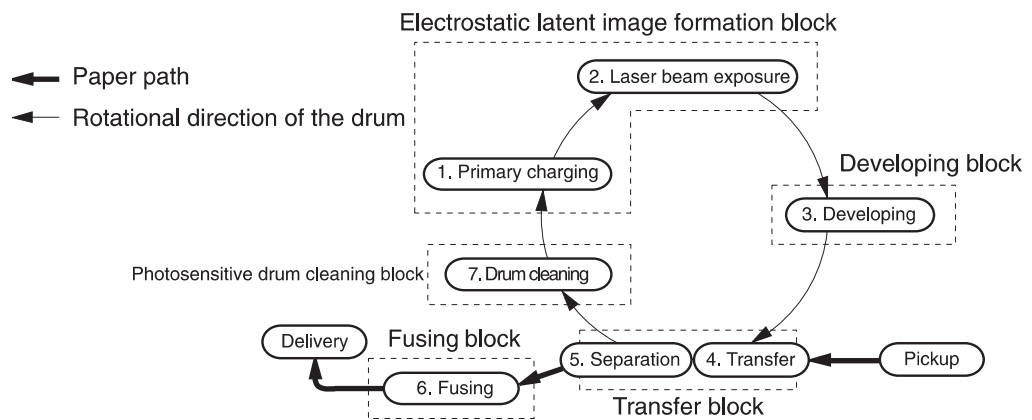 Electrostatic latent image formation block
Paper path
Rotational direction of the drum
2. Laser beam exposure
1. Primary charging
Developing block
3. Developing
Photosensitive drum cleaning block
7. Drum cleaning
Delivery
Fusing block
6. Fusing
5. Separation
4. Transfer
Pickup
Transfer block